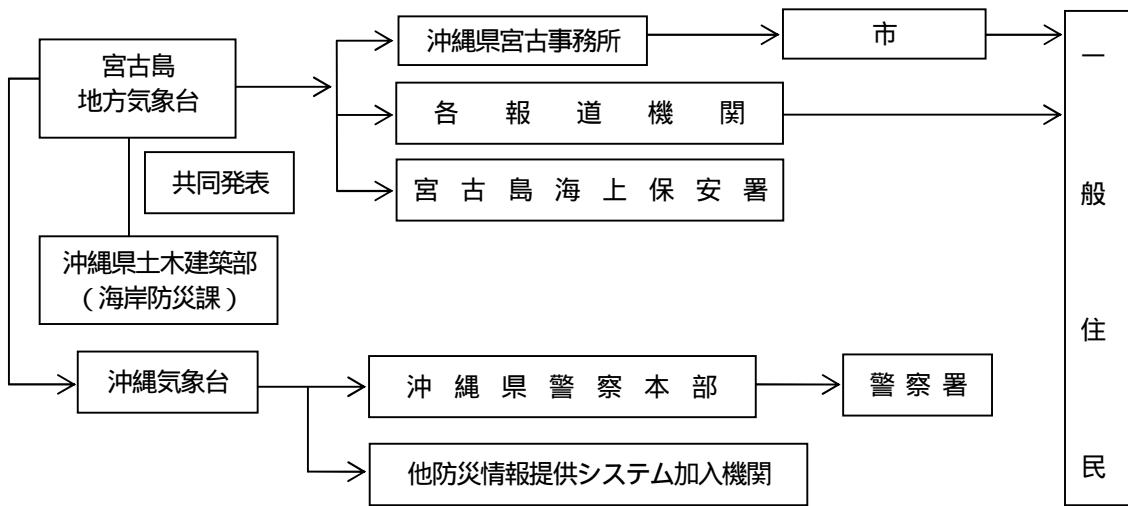 宮古島
地方気象台
沖縄県宮古事務所
市
各報道機関
宮古島海上保安署
共同発表
沖縄県土木建築部
（海岸防災課）
沖縄気象台
沖縄県警察本部
警察署
他防災情報提供システム加入機関
一般住民